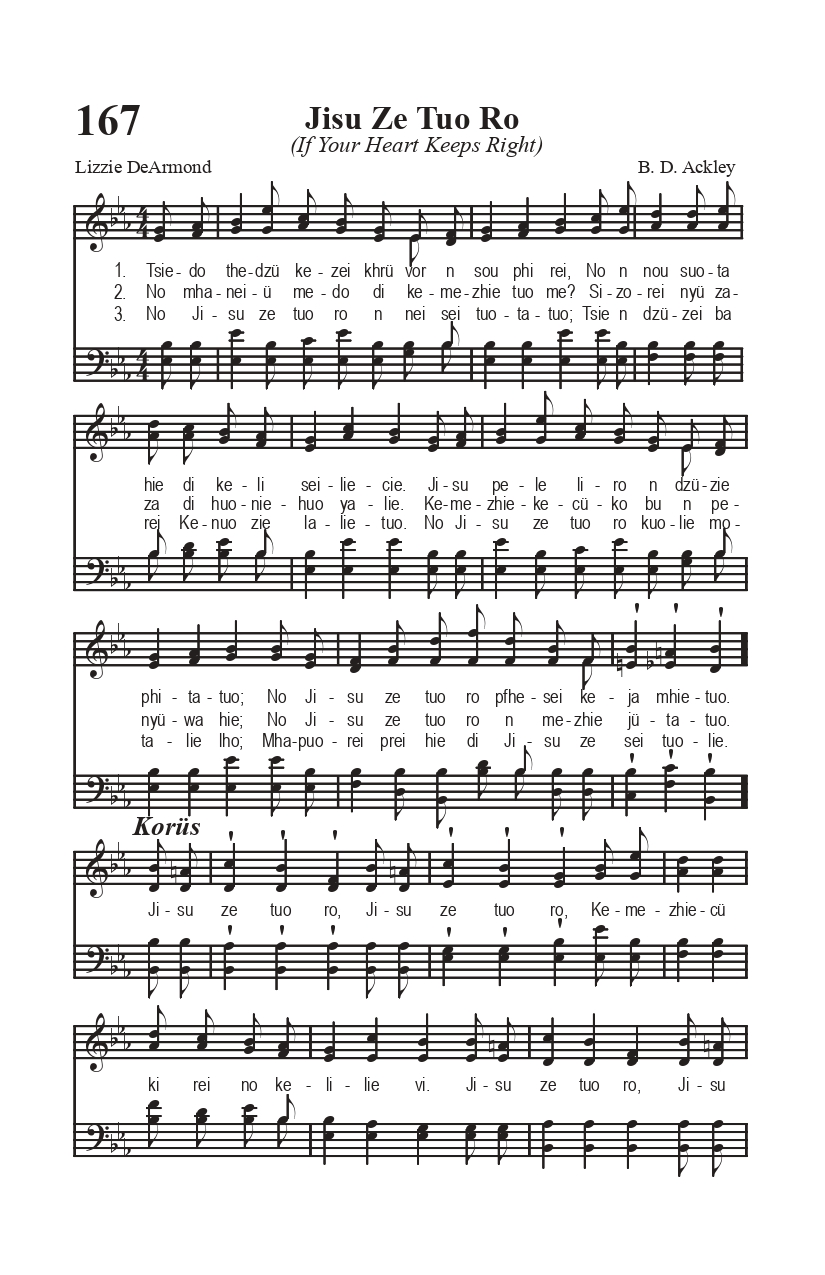 167
Jisu Ze Tuo Ro
(If Your Heart Keeps Right)
Lizzie DeArmond B. D. Ackley
1. Tsie - do the-dzü ke - zei khrü vor n sou phi rei, No n nou suo - ta
2. No mha - nei - ü me - do di ke - me - zhie tuo me? Si - zo - rei nyü za -
3. No Ji - su ze tuo ro n nei sei tuo - ta - tuo; Tsie n dzü - zei ba
hie di ke - li sei - lie - cie. Ji - su pe - le li - ro n dzü - zie
za di huo - nie - huo ya - lie. Ke - me - zhie - ke - cü - ko bu n pe -
rei Ke - nuo zie la - lie - tuo. No Ji - su ze tuo ro kuo - lie mo -
phi - ta - tuo; No Ji - su ze tuo ro pfhe - sei ke - ja mhie - tuo.
nyü - wa hie; No Ji - su ze tuo ro n me - zhie jü - ta - tuo.
ta - lie lho; Mha - puo - rei prei hie di Ji - su ze sei tuo - lie.
Korüs
Ji - su ze tuo ro, Ji - su ze tuo ro, Ke - me - zhie - cü
ki rei no ke - li - lie vi. Ji - su ze tuo ro, Ji - su